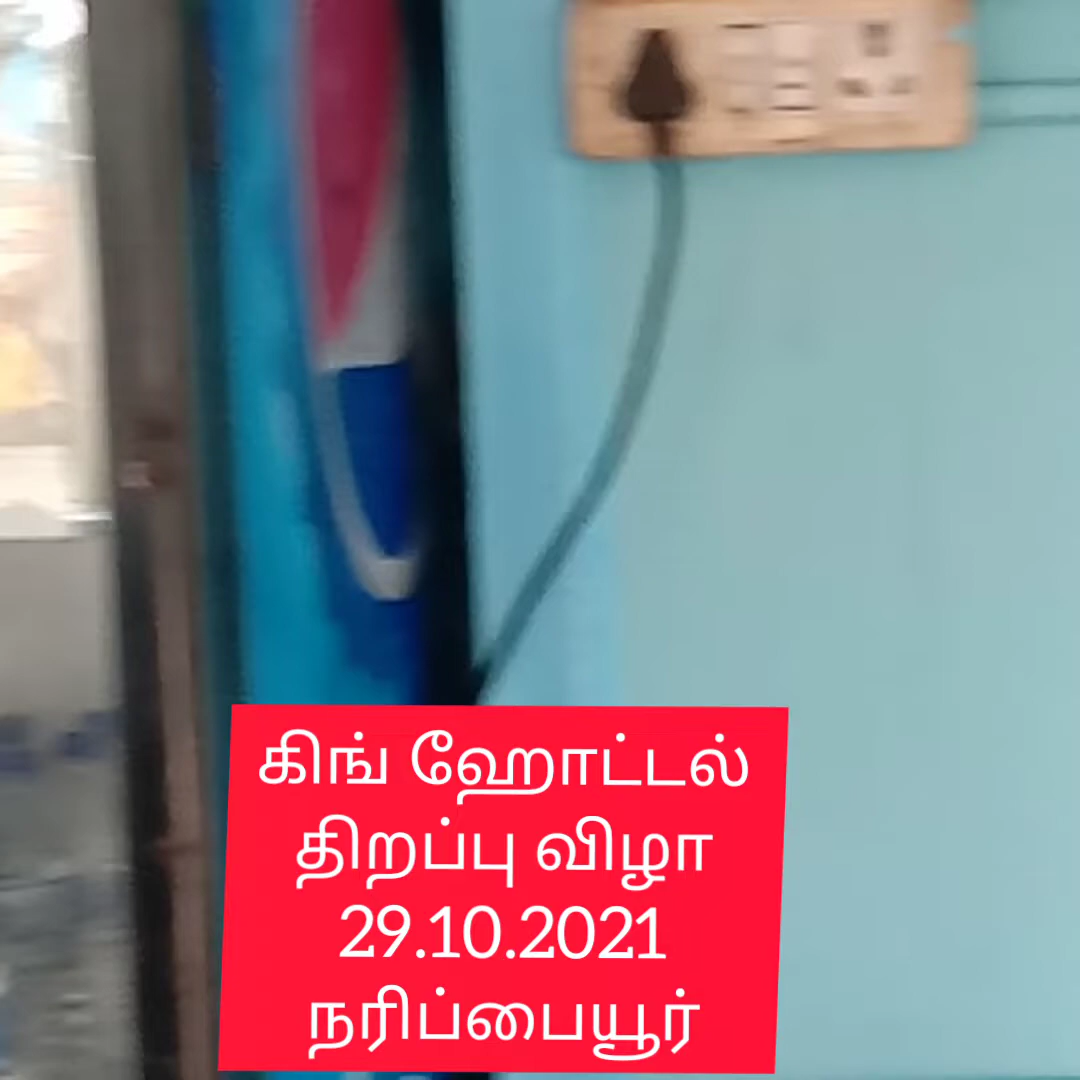 கிங் ஹோட்டல்
திறப்பு விழா
29.10.2021
நரிப்பையூர்